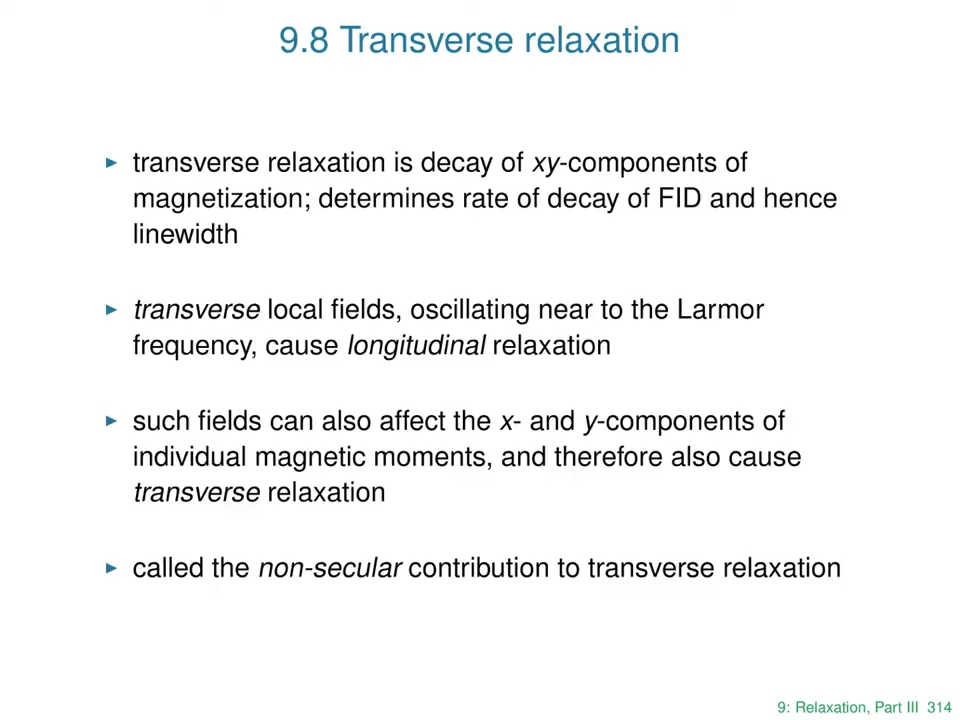 9.8 Transverse relaxation
▶ transverse relaxation is decay of xy-components of
magnetization; determines rate of decay of FID and hence
linewidth
▶ transverse local fields, oscillating near to the Larmor
frequency, cause longitudinal relaxation
▶ such fields can also affect the x- and y-components of
individual magnetic moments, and therefore also cause
transverse relaxation
▶ called the non-secular contribution to transverse relaxation
9: Relaxation, Part III 314